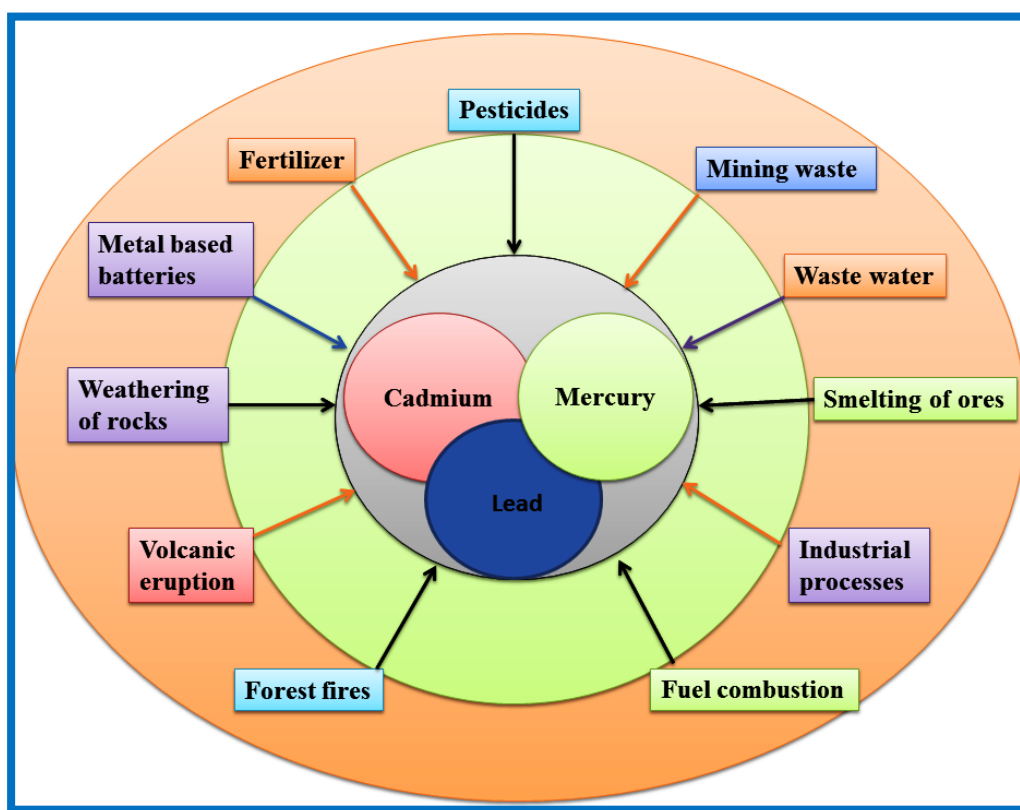 Pesticides
Fertilizer
Mining waste
Metal based
batteries
Waste water
Weathering
of rocks
Cadmium
Mercury
Smelting of ores
Lead
Volcanic
eruption
Industrial
processes
Forest fires
Fuel combustion